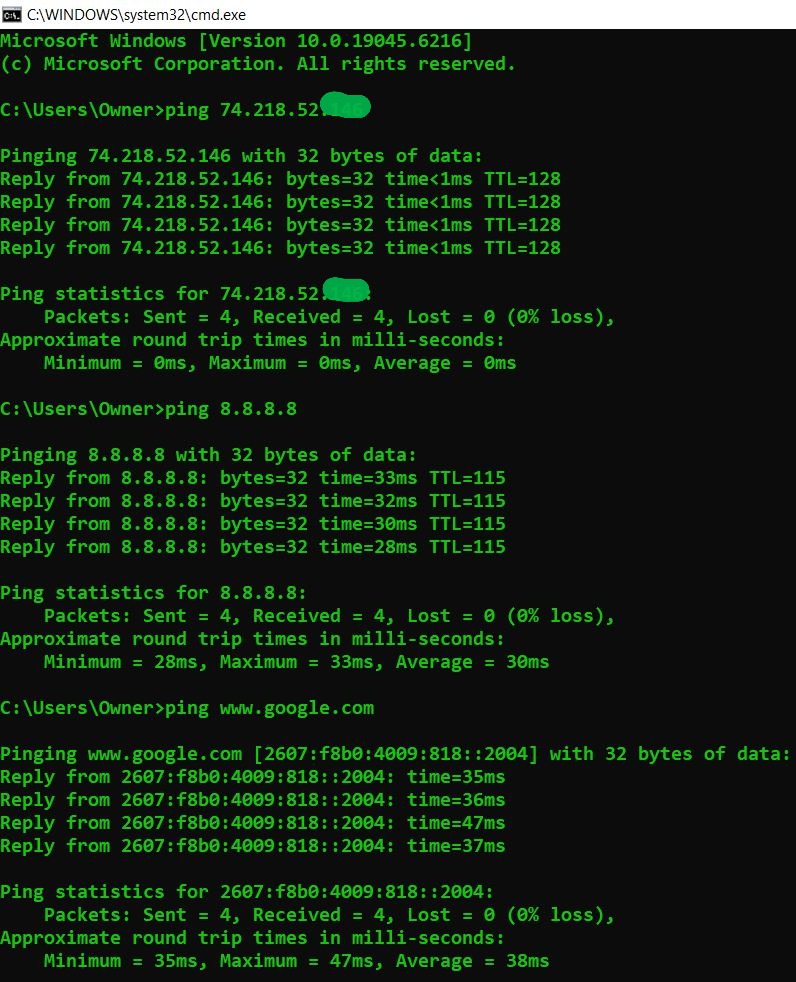 C:\WINDOWS\system32\cmd.exe
Microsoft Windows [Version 10.0.19045.6216]
(c) Microsoft Corporation. All rights reserved.
C:\Users\Owner>ping 74.218.52.
Pinging 74.218.52.146 with 32 bytes of data:
Reply from 74.218.52.146: bytes=32 time<1ms TTL=128
Reply from 74.218.52.146: bytes=32 time<1ms TTL=128
Reply from 74.218.52.146: bytes=32 time<1ms TTL=128
Reply from 74.218.52.146: bytes=32 time<1ms TTL=128
Ping statistics for 74.218.52.
Packets: Sent = 4, Received = 4, Lost = 0 (0% loss),
Approximate round trip times in milli-seconds:
Minimum = 0ms, Maximum = 0ms, Average = 0ms
C:\Users\Owner>ping 8.8.8.8
Pinging 8.8.8.8 with 32 bytes of data:
Reply from 8.8.8.8: bytes=32 time=33ms TTL=115
Reply from 8.8.8.8: bytes=32 time=32ms TTL=115
Reply from 8.8.8.8: bytes=32 time=30ms TTL=115
Reply from 8.8.8.8: bytes=32 time=28ms TTL=115
Ping statistics for 8.8.8.8:
Packets: Sent = 4, Received = 4, Lost = 0 (0% loss),
Approximate round trip times in milli-seconds:
Minimum = 28ms, Maximum = 33ms, Average = 30ms
C:\Users\Owner>ping www.google.com
Pinging www.google.com [2607:f8b0:4009:818::2004] with 32 bytes of data:
Reply from 2607:f8b0:4009:818::2004: time=35ms
Reply from 2607:f8b0:4009:818::2004: time=36ms
Reply from 2607:f8b0:4009:818::2004: time=47ms
Reply from 2607:f8b0:4009:818::2004: time=37ms
Ping statistics for 2607:f8b0:4009:818::2004:
Packets: Sent = 4, Received = 4, Lost = 0 (0% loss),
Approximate round trip times in milli-seconds:
Minimum = 35ms, Maximum = 47ms, Average = 38ms